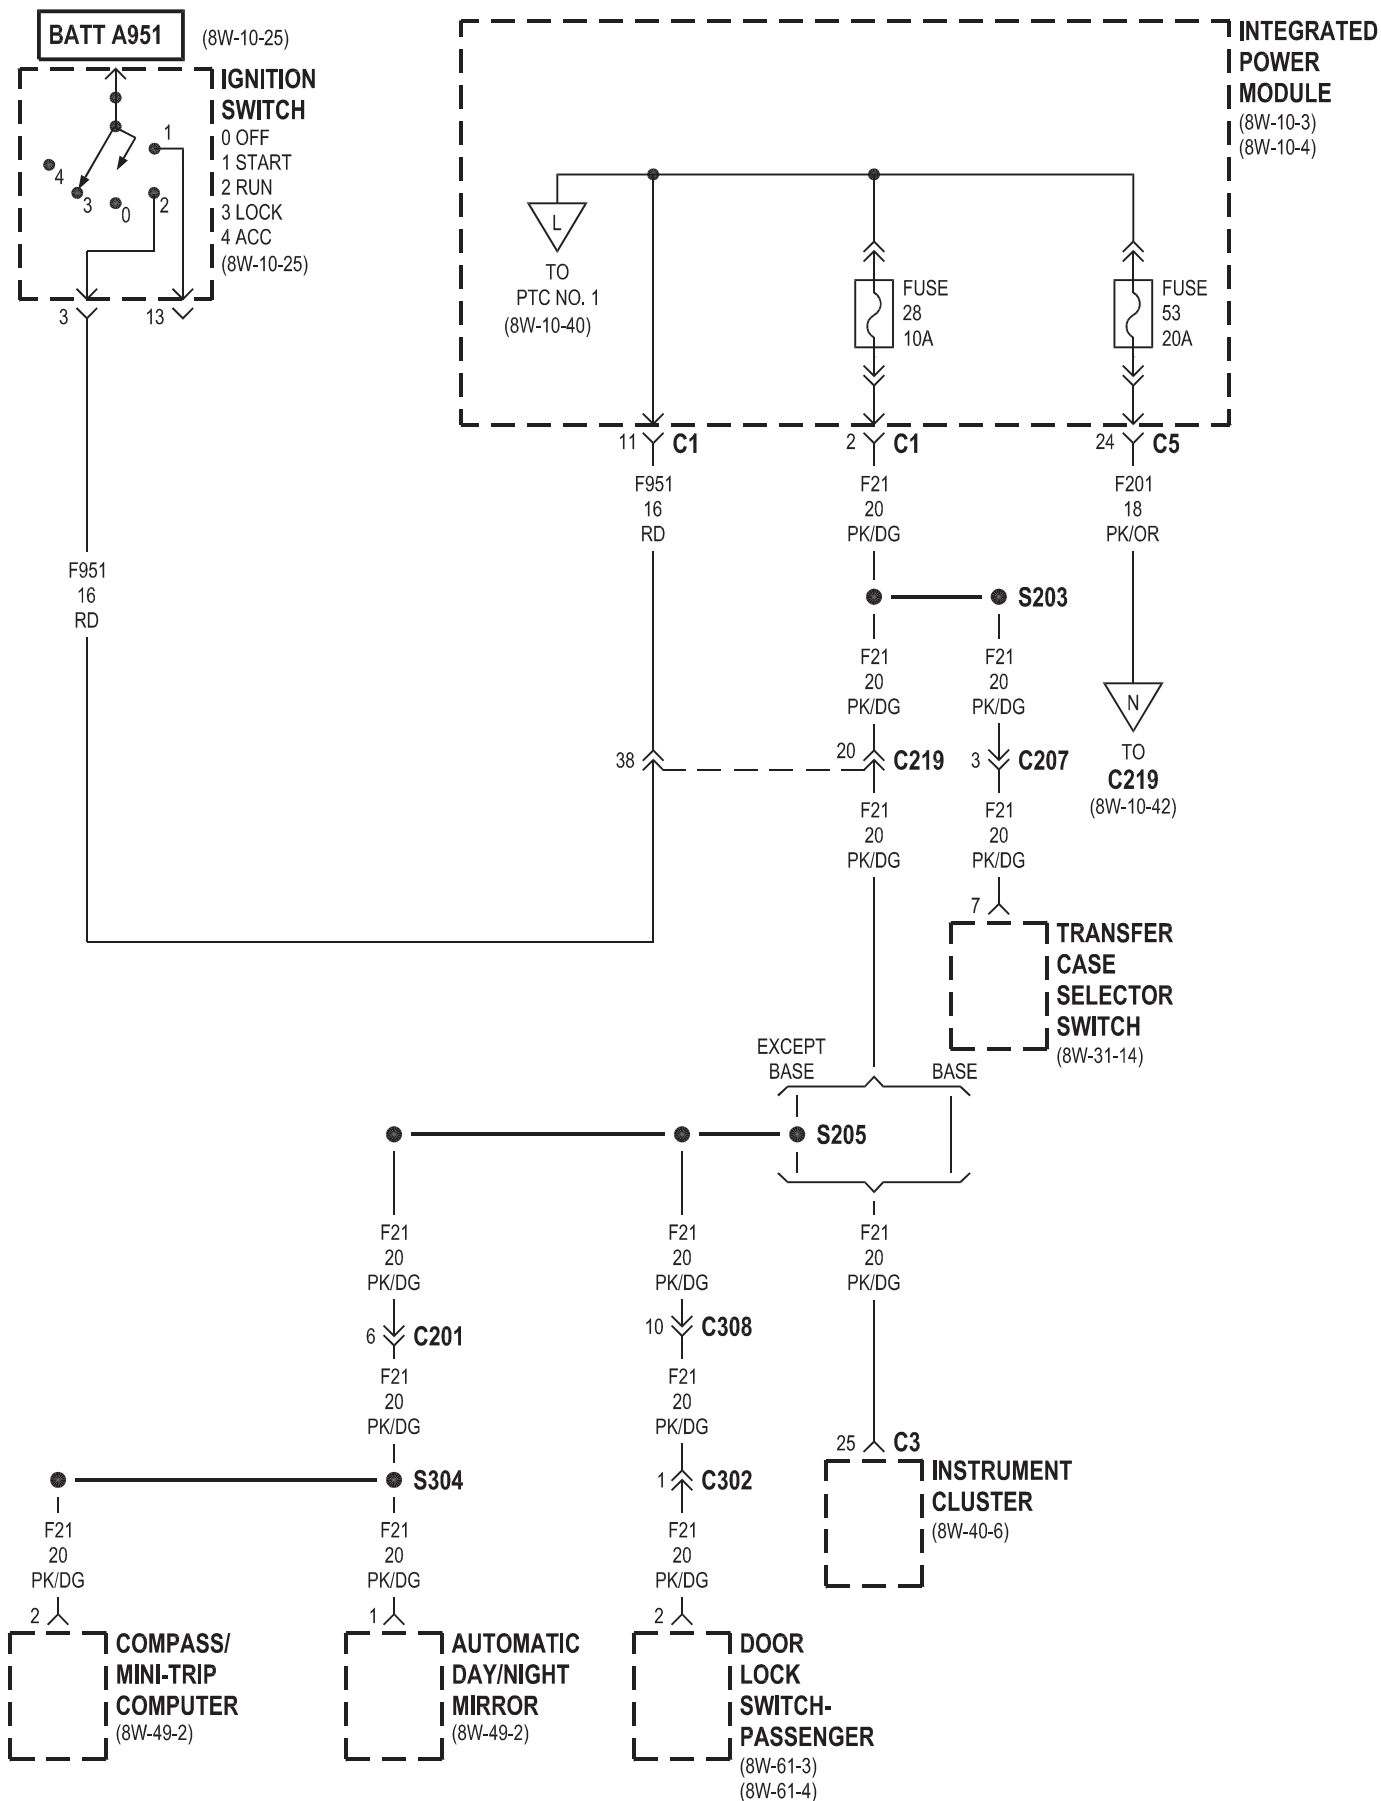 BATT A951
(8W-10-25)
IGNITION
SWITCH
0 OFF
1 START
2 RUN
3 LOCK
4 ACC
(8W-10-25)
1
4
3
0
2
3
13
INTEGRATED
POWER
MODULE
(8W-10-3)
(8W-10-4)
L
TO
PTC NO. 1
(8W-10-40)
FUSE
28
10A
FUSE
53
20A
11
C1
2
C1
24
C5
F951
16
RD
F21
20
PK/DG
F201
18
PK/OR
F951
16
RD
S203
F21
20
PK/DG
F21
20
PK/DG
N
TO
C219
(8W-10-42)
38
20
C219
3
C207
F21
20
PK/DG
F21
20
PK/DG
7
TRANSFER
CASE
SELECTOR
SWITCH
(8W-31-14)
EXCEPT
BASE
BASE
S205
F21
20
PK/DG
F21
20
PK/DG
F21
20
PK/DG
6
C201
10
C308
F21
20
PK/DG
F21
20
PK/DG
25
C3
S304
1
C302
INSTRUMENT
CLUSTER
(8W-40-6)
F21
20
PK/DG
F21
20
PK/DG
F21
20
PK/DG
2
1
2
COMPASS/
MINI-TRIP
COMPUTER
(8W-49-2)
AUTOMATIC
DAY/NIGHT
MIRROR
(8W-49-2)
DOOR
LOCK
SWITCH-
PASSENGER
(8W-61-3)
(8W-61-4)